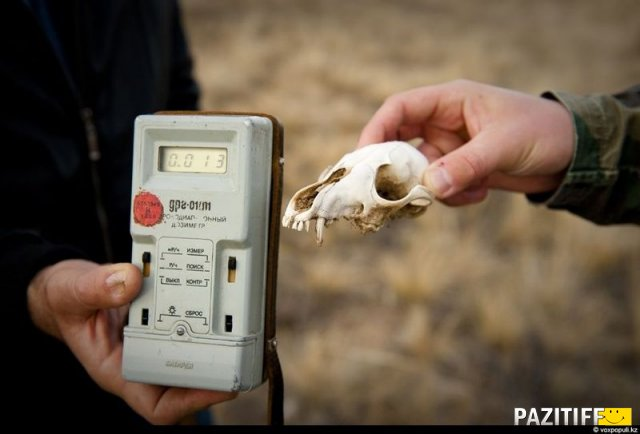 0.013
дрг-01т1
ДОЗИМЕТР
мР/ч ИЗМЕР.
Р/ч ПОИСК
ВЫКЛ КОНТР.
СБРОС
PAZITIFF
© voxpopuli.kz